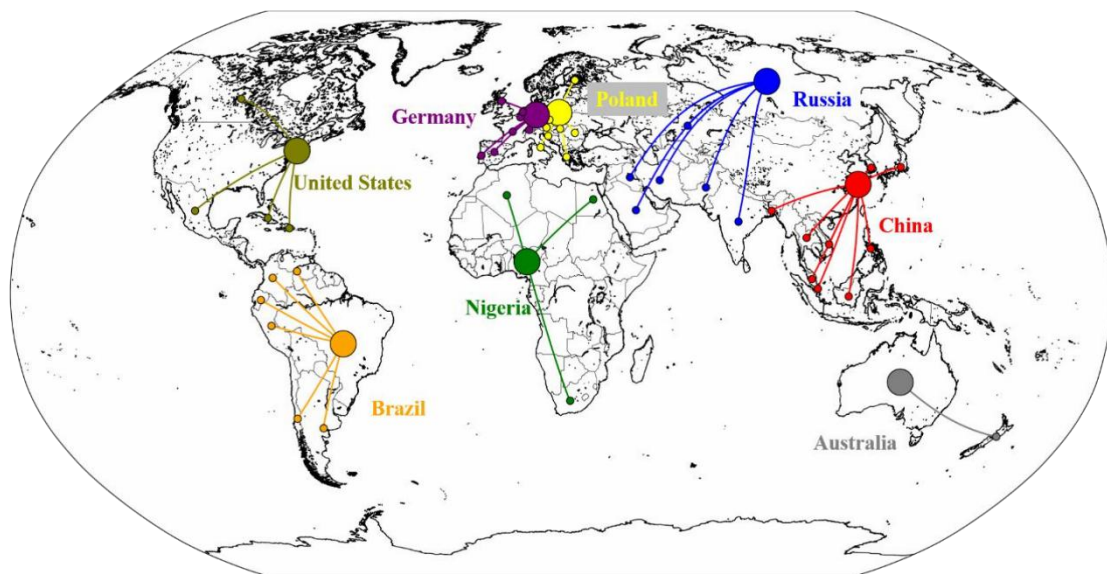 Poland
Russia
Germany
United States
China
Nigeria
Brazil
Australia